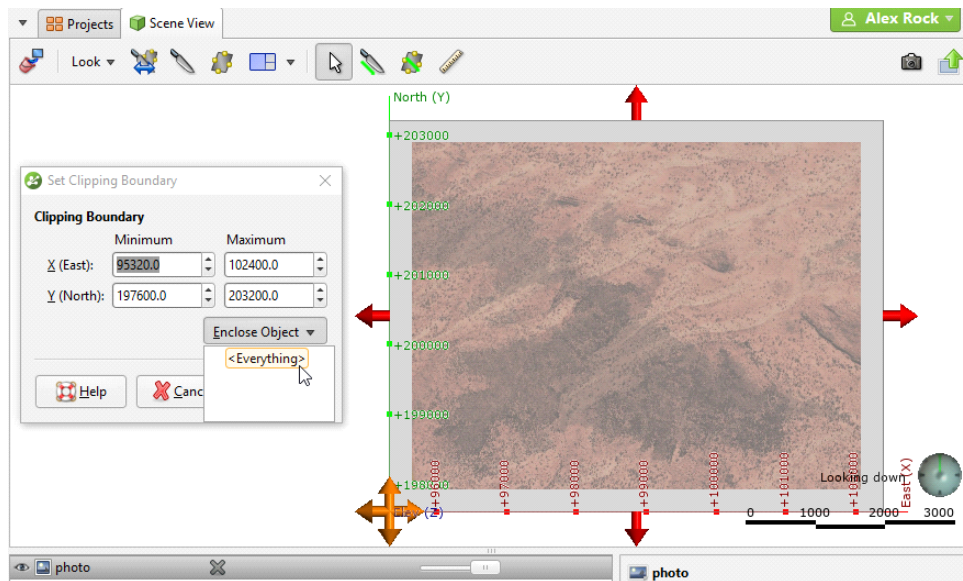 Projects
Scene View
Alex Rock
Look
North (Y)
+203000
Set Clipping Boundary
Clipping Boundary
Minimum
Maximum
X (East):
95320.0
102400.0
Y (North):
197600.0
203200.0
Enclose Object
<Everything>
Help
Canc
+202000
+201000
+200000
+199000
+198000
Elev (Z)
+96000
+97000
+98000
+99000
+100000
+101000
East (X)
Looking down
0
1000
2000
3000
photo
photo